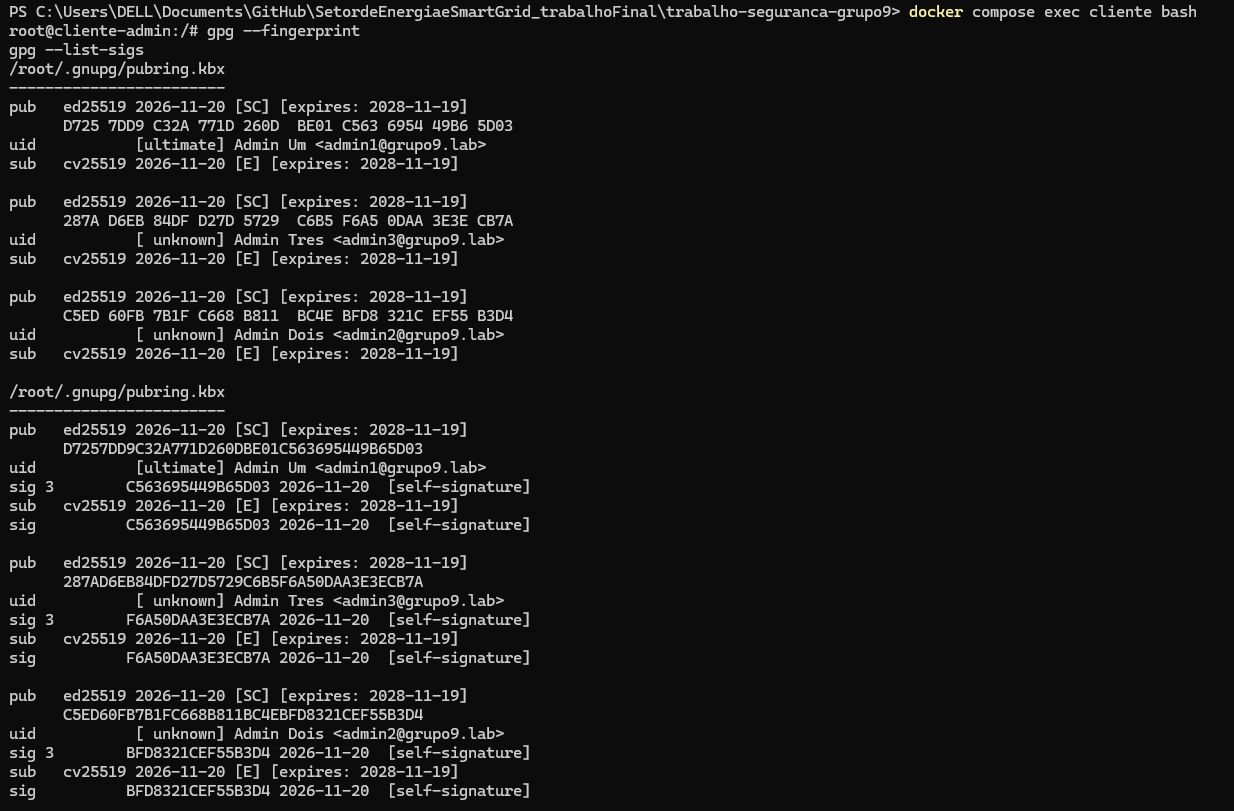 PS C:\Users\DELL\Documents\GitHub\SetordeEnergiaeSmartGrid_trabalhoFinal\trabalho-seguranca-grupo9> docker compose exec cliente bash
root@cliente-admin:/# gpg --fingerprint
gpg --list-sigs
/root/.gnupg/pubring.kbx
------------------------
pub   ed25519 2026-11-20 [SC] [expires: 2028-11-19]
      D725 7DD9 C32A 771D 260D  BE01 C563 6954 49B6 5D03
uid           [ultimate] Admin Um <admin1@grupo9.lab>
sub   cv25519 2026-11-20 [E] [expires: 2028-11-19]

pub   ed25519 2026-11-20 [SC] [expires: 2028-11-19]
      287A D6EB 84DF D27D 5729  C6B5 F6A5 0DAA 3E3E CB7A
uid           [ unknown] Admin Tres <admin3@grupo9.lab>
sub   cv25519 2026-11-20 [E] [expires: 2028-11-19]

pub   ed25519 2026-11-20 [SC] [expires: 2028-11-19]
      C5ED 60FB 7B1F C668 B811  BC4E BFD8 321C EF55 B3D4
uid           [ unknown] Admin Dois <admin2@grupo9.lab>
sub   cv25519 2026-11-20 [E] [expires: 2028-11-19]

/root/.gnupg/pubring.kbx
------------------------
pub   ed25519 2026-11-20 [SC] [expires: 2028-11-19]
      D7257DD9C32A771D260DBE01C563695449B65D03
uid           [ultimate] Admin Um <admin1@grupo9.lab>
sig 3        C563695449B65D03 2026-11-20  [self-signature]
sub   cv25519 2026-11-20 [E] [expires: 2028-11-19]
sig          C563695449B65D03 2026-11-20  [self-signature]

pub   ed25519 2026-11-20 [SC] [expires: 2028-11-19]
      287AD6EB84DFD27D5729C6B5F6A50DAA3E3ECB7A
uid           [ unknown] Admin Tres <admin3@grupo9.lab>
sig 3        F6A50DAA3E3ECB7A 2026-11-20  [self-signature]
sub   cv25519 2026-11-20 [E] [expires: 2028-11-19]
sig          F6A50DAA3E3ECB7A 2026-11-20  [self-signature]

pub   ed25519 2026-11-20 [SC] [expires: 2028-11-19]
      C5ED60FB7B1FC668B811BC4EBFD8321CEF55B3D4
uid           [ unknown] Admin Dois <admin2@grupo9.lab>
sig 3        BFD8321CEF55B3D4 2026-11-20  [self-signature]
sub   cv25519 2026-11-20 [E] [expires: 2028-11-19]
sig          BFD8321CEF55B3D4 2026-11-20  [self-signature]